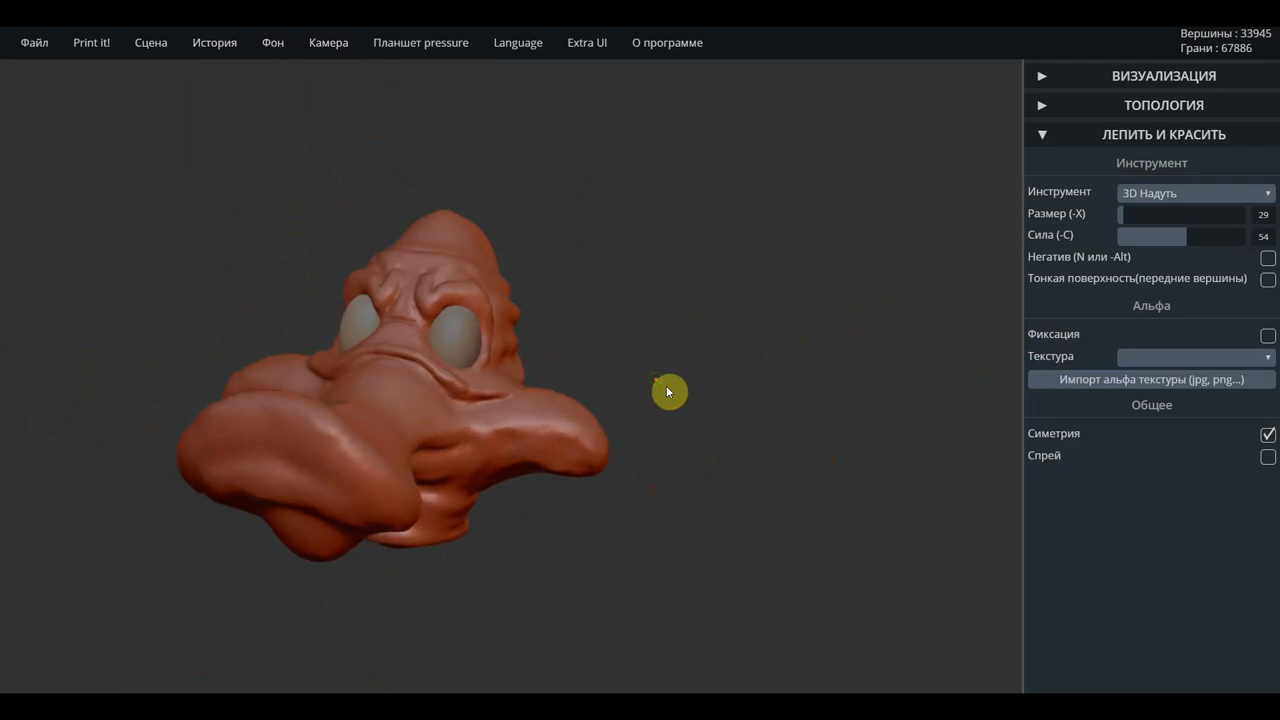 Файл Print it! Сцена История Фон Камера Планшет pressure Language Extra UI О программе
Вершины : 33945
Грани : 67886
ВИЗУАЛИЗАЦИЯ
ТОПОЛОГИЯ
ЛЕПИТЬ И КРАСИТЬ
Инструмент
Инструмент 3D Надуть
Размер (-X) 29
Сила (-C) 54
Негатив (N или -Alt)
Тонкая поверхность(передние вершины)
Альфа
Фиксация
Текстура
Импорт альфа текстуры (jpg, png...)
Общее
Симетрия
Спрей